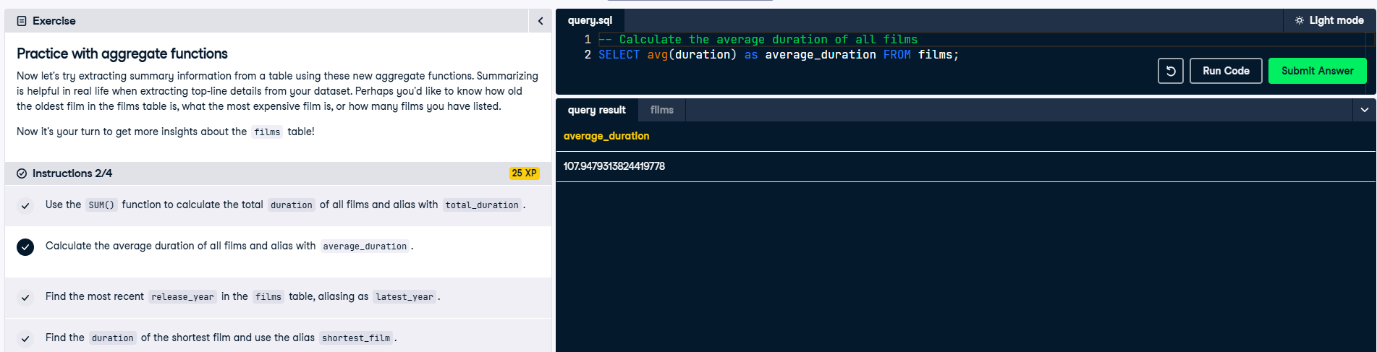 Exercise
Practice with aggregate functions
Now let's try extracting summary information from a table using these new aggregate functions. Summarizing
is helpful in real life when extracting top-line details from your dataset. Perhaps you'd like to know how old
the oldest film in the films table is, what the most expensive film is, or how many films you have listed.
Now it's your turn to get more insights about the films table!
Instructions 2/4
25 XP
Use the SUM() function to calculate the total duration of all films and alias with total_duration.
Calculate the average duration of all films and alias with average_duration.
Find the most recent release_year in the films table, aliasing as latest_year.
Find the duration of the shortest film and use the alias shortest_film.
query.sql
Light mode
1 -- Calculate the average duration of all films
2 SELECT avg(duration) as average_duration FROM films;
Run Code
Submit Answer
query result
films
average_duration
107.9479313824419778